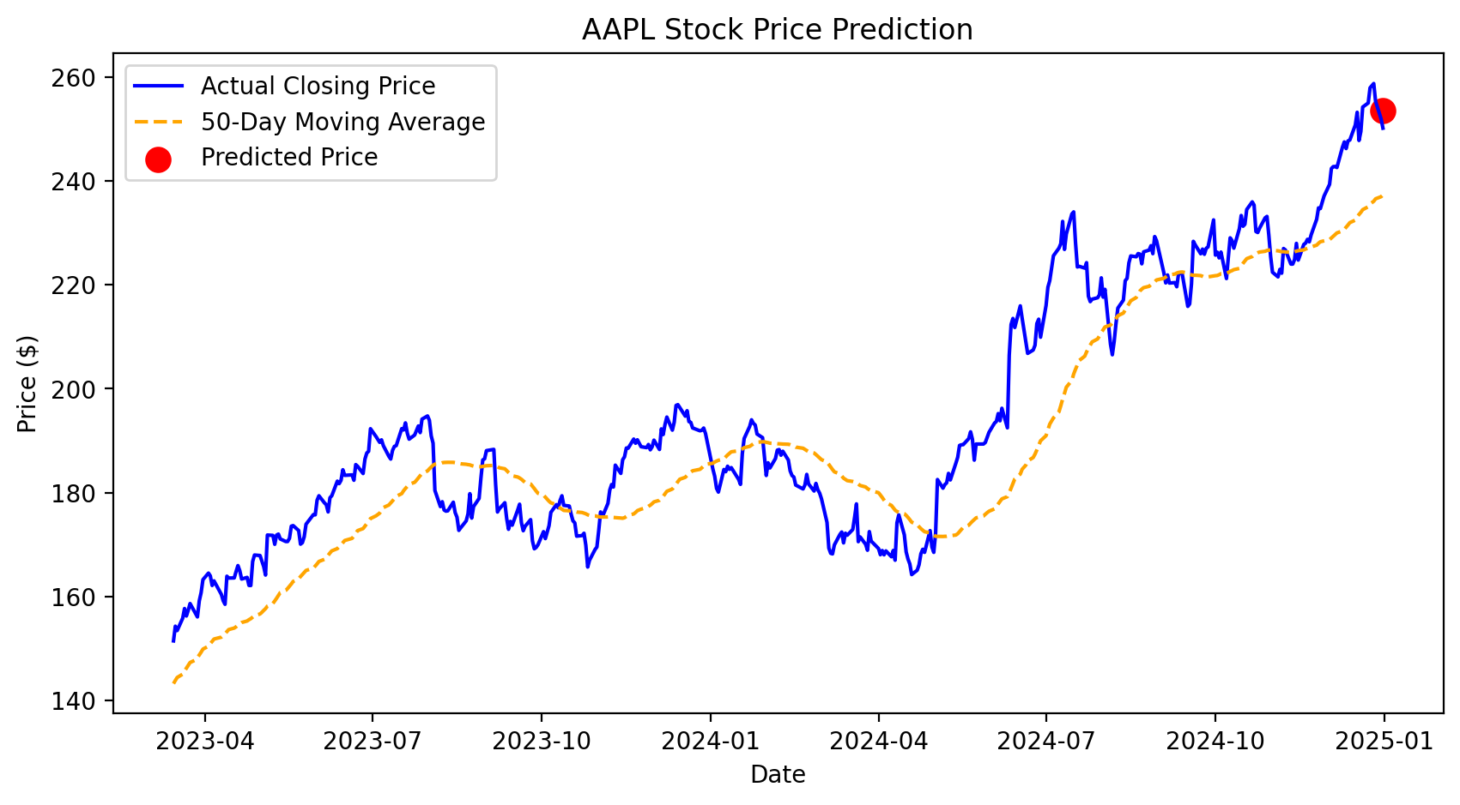 AAPL Stock Price Prediction
Actual Closing Price
50-Day Moving Average
Predicted Price
Price ($)
260
240
220
200
180
160
140
2023-04 2023-07 2023-10 2024-01 2024-04 2024-07 2024-10 2025-01
Date